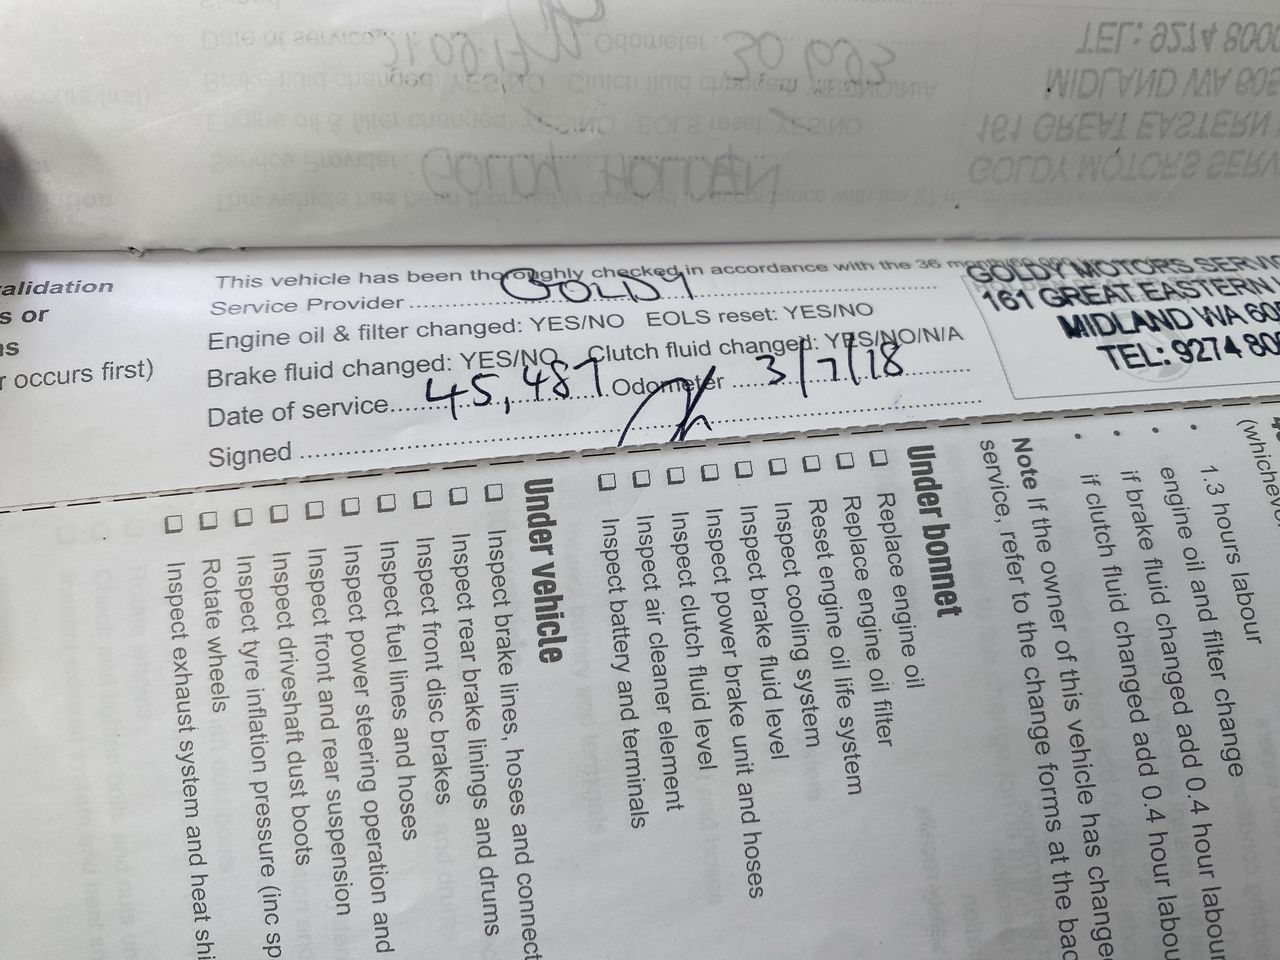 alidation
s or
ns
r occurs first)
This vehicle has been thoroughly checked in accordance with the 36
Service Provider GOLDY
Engine oil & filter changed: YES/NO EOLS reset: YES/NO
Brake fluid changed: YES/NO Clutch fluid changed: YES/NO/N/A
Date of service 45,487 Odometer 3/7/18
Signed
GOLDY MOTORS SERVIC
161 GREAT EASTERN
MIDLAND WA 605
TEL: 9274 800
(whichev
• 1.3 hours labour
engine oil and filter change
• if brake fluid changed add 0.4 hour labour
• if clutch fluid changed add 0.4 hour labou
Note If the owner of this vehicle has changed
service, refer to the change forms at the bac
Under bonnet
Replace engine oil
Replace engine oil filter
Reset engine oil life system
Inspect cooling system
Inspect brake fluid level
Inspect power brake unit and hoses
Inspect clutch fluid level
Inspect air cleaner element
Inspect battery and terminals
Under vehicle
Inspect brake lines, hoses and connect
Inspect rear brake linings and drums
Inspect front disc brakes
Inspect fuel lines and hoses
Inspect power steering operation and
Inspect front and rear suspension
Inspect driveshaft dust boots
Inspect tyre inflation pressure (inc sp
Rotate wheels
Inspect exhaust system and heat shi